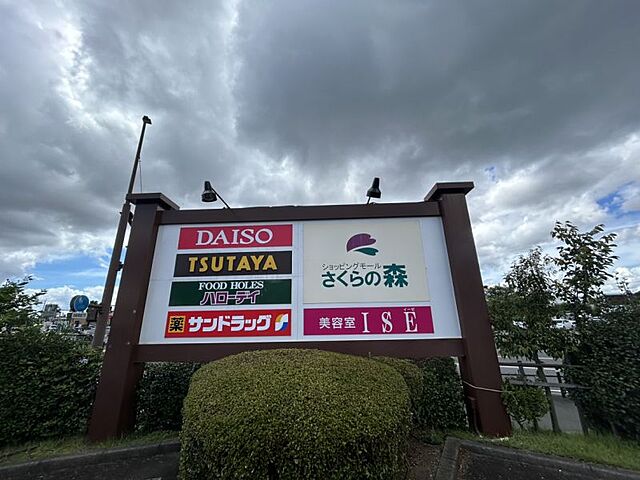 DAISO
TSUTAYA
FOOD HOLES
ハローデイ
薬 サンドラッグ
ショッピングモール
さくらの森
美容室 ISE